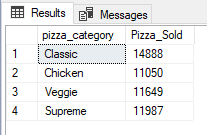 Results Messages
pizza_category Pizza_Sold
1 Classic 14888
2 Chicken 11050
3 Veggie 11649
4 Supreme 11987